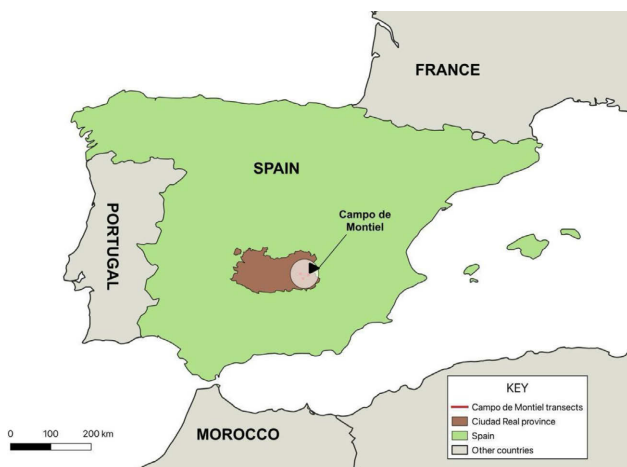 FRANCE
SPAIN
Campo de
Montiel
PORTUGAL
MOROCCO
0 100 200 km
KEY
Campo de Montiel transects
Ciudad Real province
Spain
Other countries